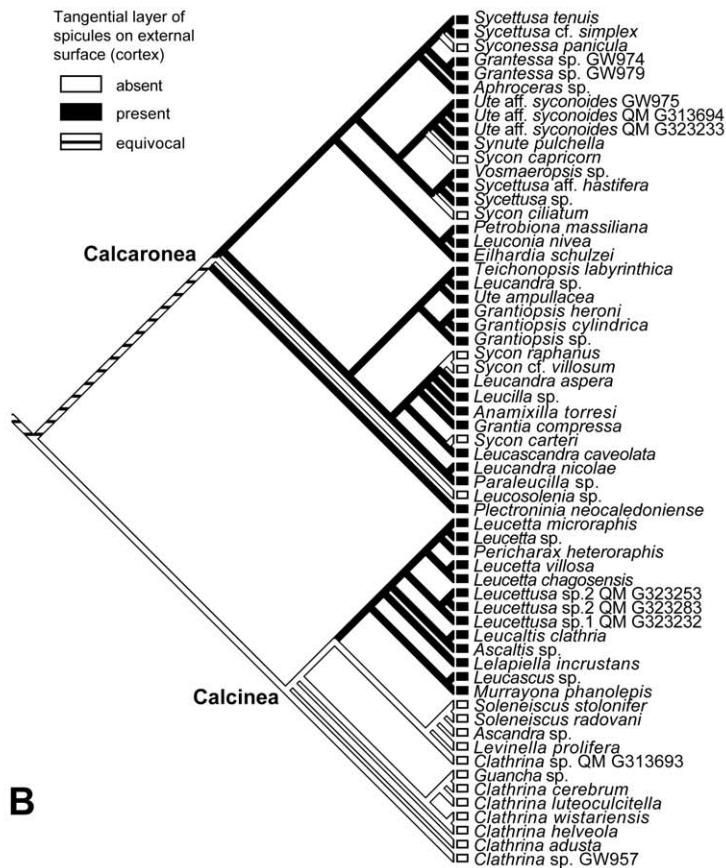 Tangential layer of
spicules on external
surface (cortex)
absent
present
equivocal
Calcaronea
Calcinea
B
Sycettusa tenuis
Sycettusa cf. simplex
Syconessa panicula
Grantessa sp. GW974
Grantessa sp. GW979
Aphroceras sp.
Ute aff. syconoides GW975
Ute aff. syconoides QM G313694
Ute aff. syconoides QM G323233
Synute pulchella
Sycon capricorn
Vosmaeropsis sp.
Sycettusa aff. hastifera
Sycettusa sp.
Sycon ciliatum
Petrobiona massiliana
Leuconia nivea
Eilhardia schulzei
Teichonopsis labyrinthica
Leucandra sp.
Ute ampullacea
Grantiopsis heroni
Grantiopsis cylindrica
Grantiopsis sp.
Sycon raphanus
Sycon cf. villosum
Leucandra aspera
Leucilla sp.
Anamixilla torresi
Grantia compressa
Sycon carteri
Leucascandra caveolata
Leucandra nicolae
Paraleucilla sp.
Leucosolenia sp.
Plectroninia neocaledoniense
Leucetta microraphis
Leucetta sp.
Pericharax heteroraphis
Leucetta villosa
Leucetta chagosensis
Leucettusa sp.2 QM G323253
Leucettusa sp.2 QM G323283
Leucettusa sp.1 QM G323232
Leucaltis clathria
Ascaltis sp.
Lelapiella incrustans
Leucascus sp.
Murrayona phanolepis
Soleneiscus stolonifer
Soleneiscus radovani
Ascandra sp.
Levinella prolifera
Clathrina sp. QM G313693
Guancha sp.
Clathrina cerebrum
Clathrina luteoculcitella
Clathrina wistariensis
Clathrina helveola
Clathrina adusta
Clathrina sp. GW957